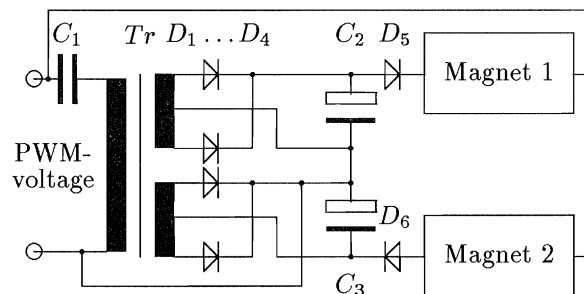 C1 Tr D1 ... D4 C2 D5
Magnet 1
PWM-
voltage
D6
Magnet 2
C3